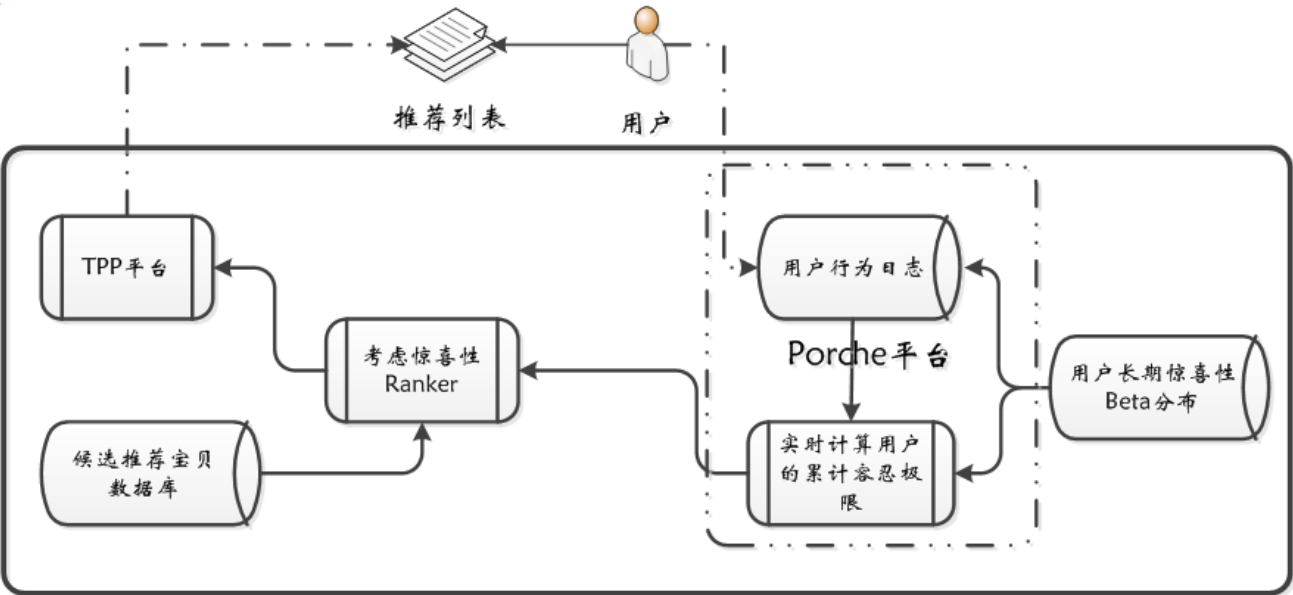 推荐列表
用户
TPP平台
用户行为日志
考虑惊喜性
Ranker
Porche平台
用户长期惊喜性
Beta分布
候选推荐宝贝
数据库
实时计算用户
的累计容忍极
限